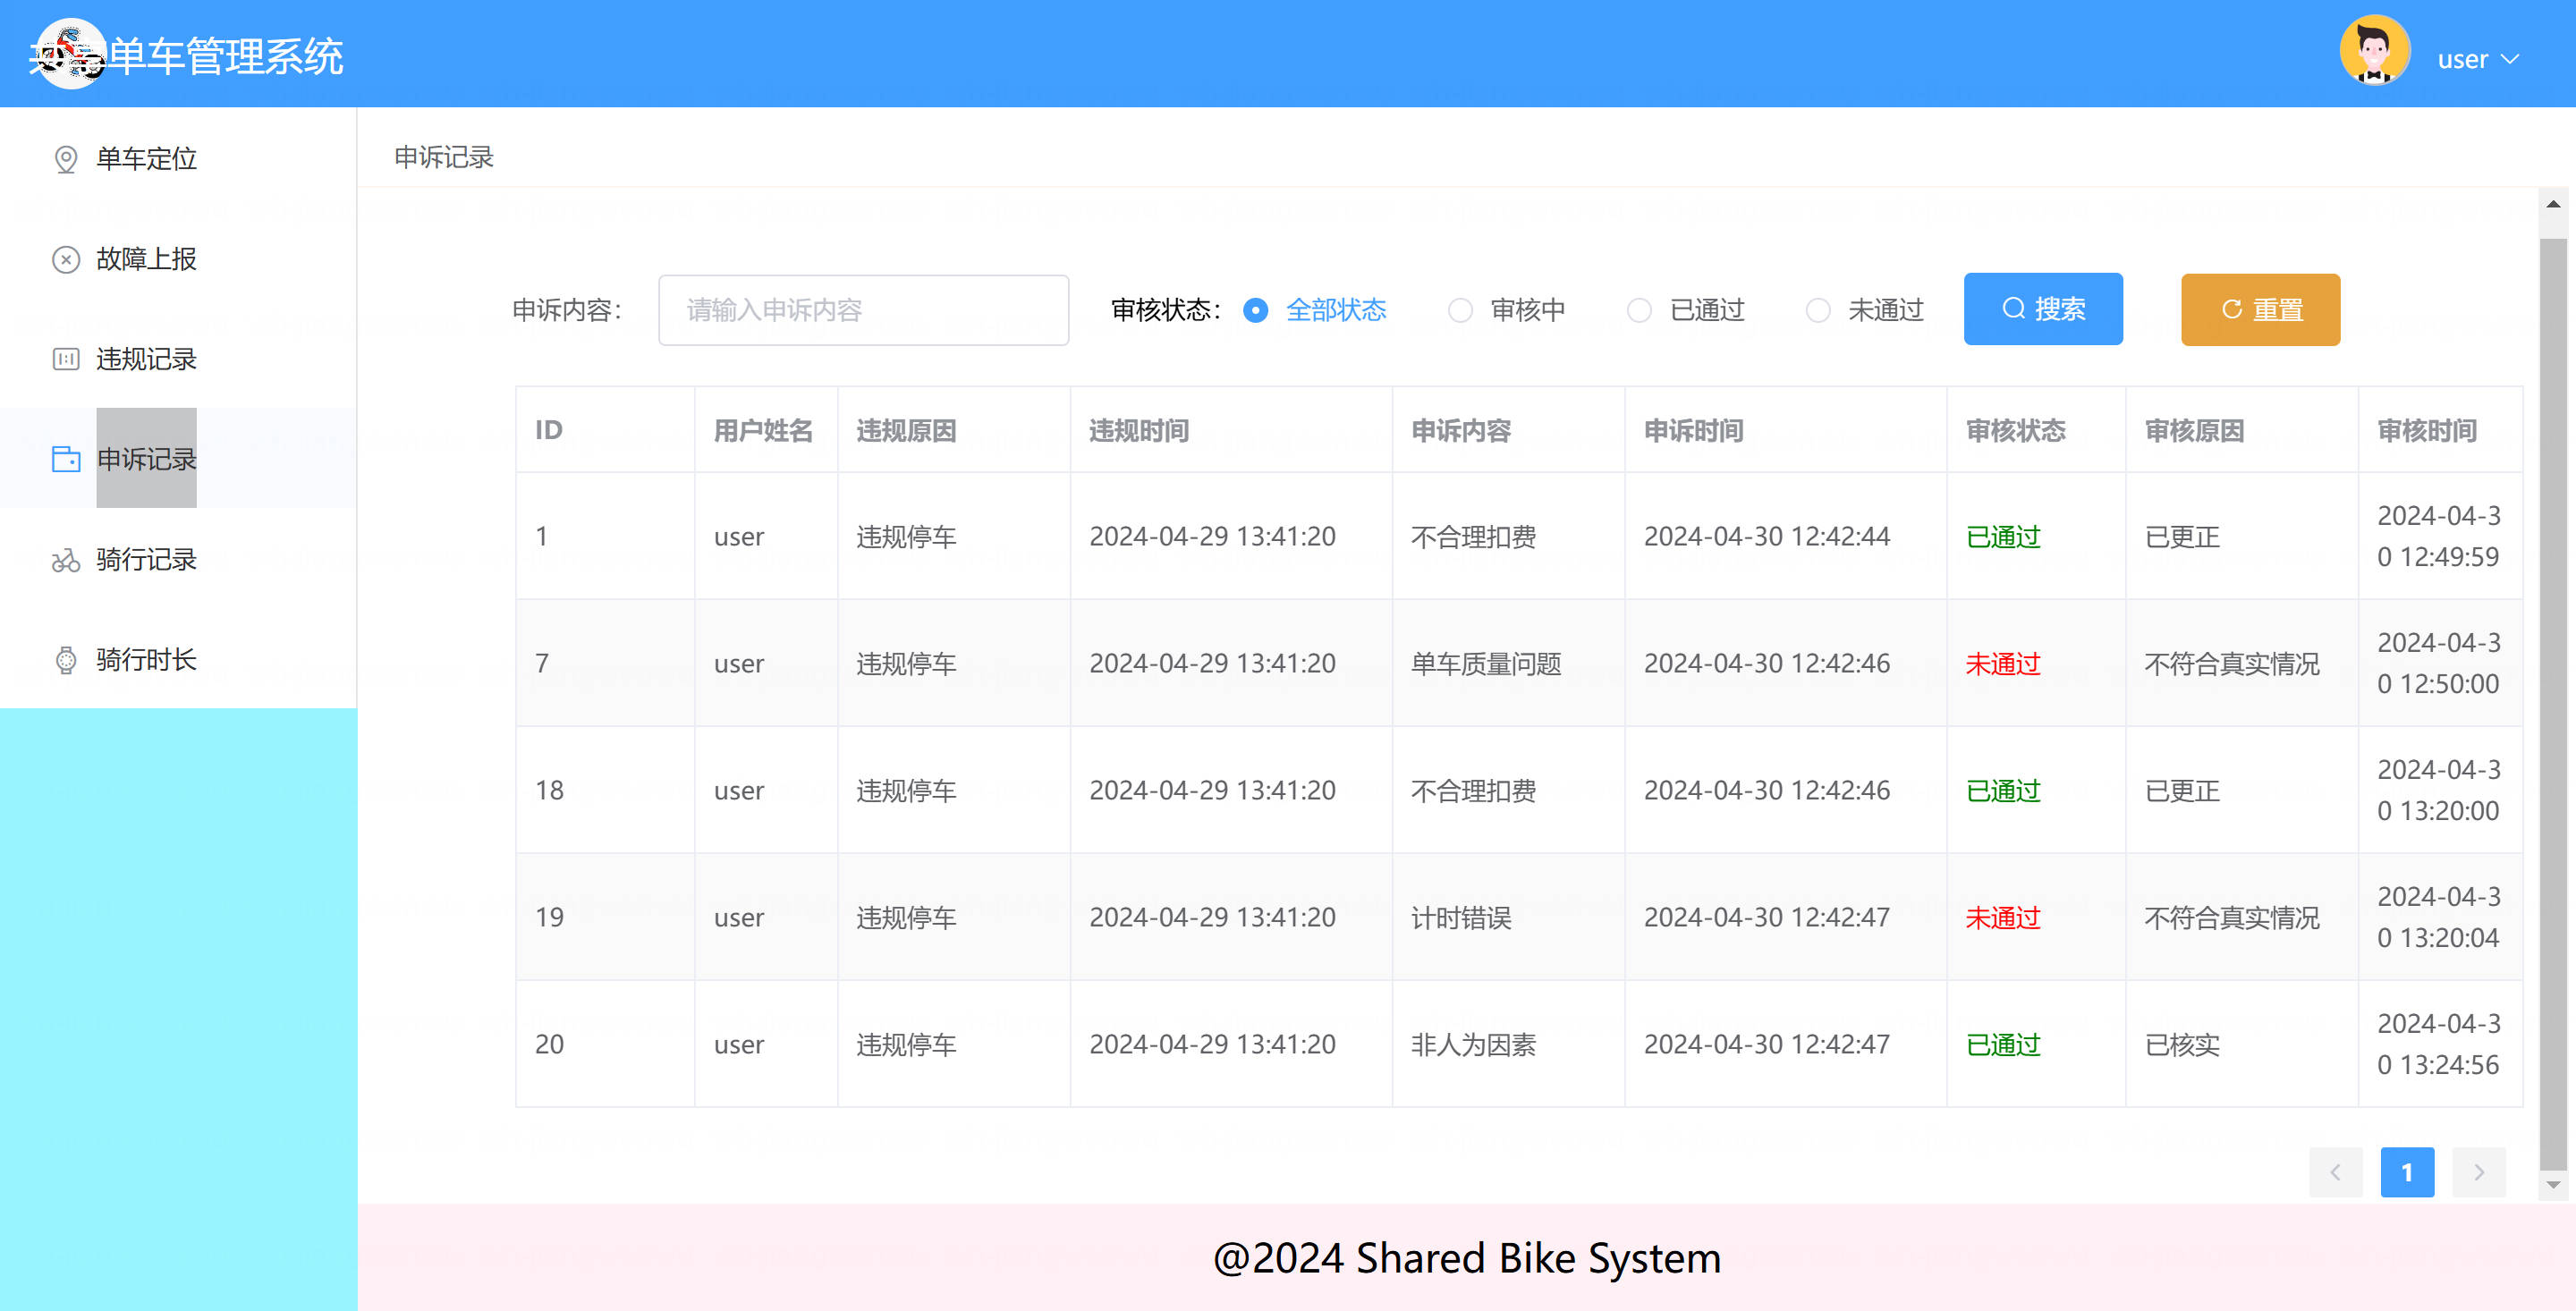 单车管理系统
user
单车定位
故障上报
违规记录
申诉记录
骑行记录
骑行时长
申诉记录
申诉内容： 请输入申诉内容 审核状态： 全部状态 审核中 已通过 未通过 搜索 重置
ID 用户姓名 违规原因 违规时间 申诉内容 申诉时间 审核状态 审核原因 审核时间
1 user 违规停车 2024-04-29 13:41:20 不合理扣费 2024-04-30 12:42:44 已通过 已更正 2024-04-3
0 12:49:59
7 user 违规停车 2024-04-29 13:41:20 单车质量问题 2024-04-30 12:42:46 未通过 不符合真实情况 2024-04-3
0 12:50:00
18 user 违规停车 2024-04-29 13:41:20 不合理扣费 2024-04-30 12:42:46 已通过 已更正 2024-04-3
0 13:20:00
19 user 违规停车 2024-04-29 13:41:20 计时错误 2024-04-30 12:42:47 未通过 不符合真实情况 2024-04-3
0 13:20:04
20 user 违规停车 2024-04-29 13:41:20 非人为因素 2024-04-30 12:42:47 已通过 已核实 2024-04-3
0 13:24:56
1
@2024 Shared Bike System